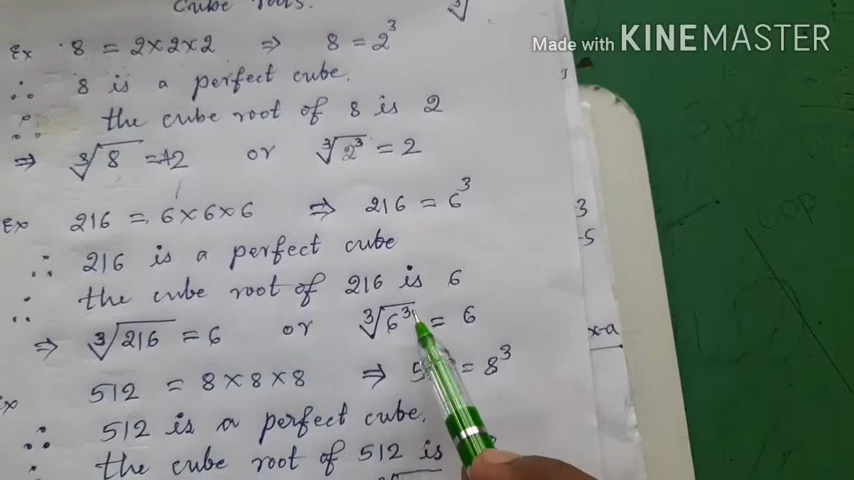 Cube roots.
Made with KINEMASTER
Ex 8 = 2×2×2 ⇒ 8 = 2³
∴ 8 is a perfect cube.
∴ the cube root of 8 is 2
⇒ ∛8 = +2 or ∛2³ = 2
Ex 216 = 6×6×6 ⇒ 216 = 6³
∴ 216 is a perfect cube
∴ the cube root of 216 is 6
⇒ ∛216 = 6 or ∛6³ = 6
Ex 512 = 8×8×8 ⇒ 5 = 8³
∴ 512 is a perfect cube.
∴ the cube root of 512 is
3
-5
x-a